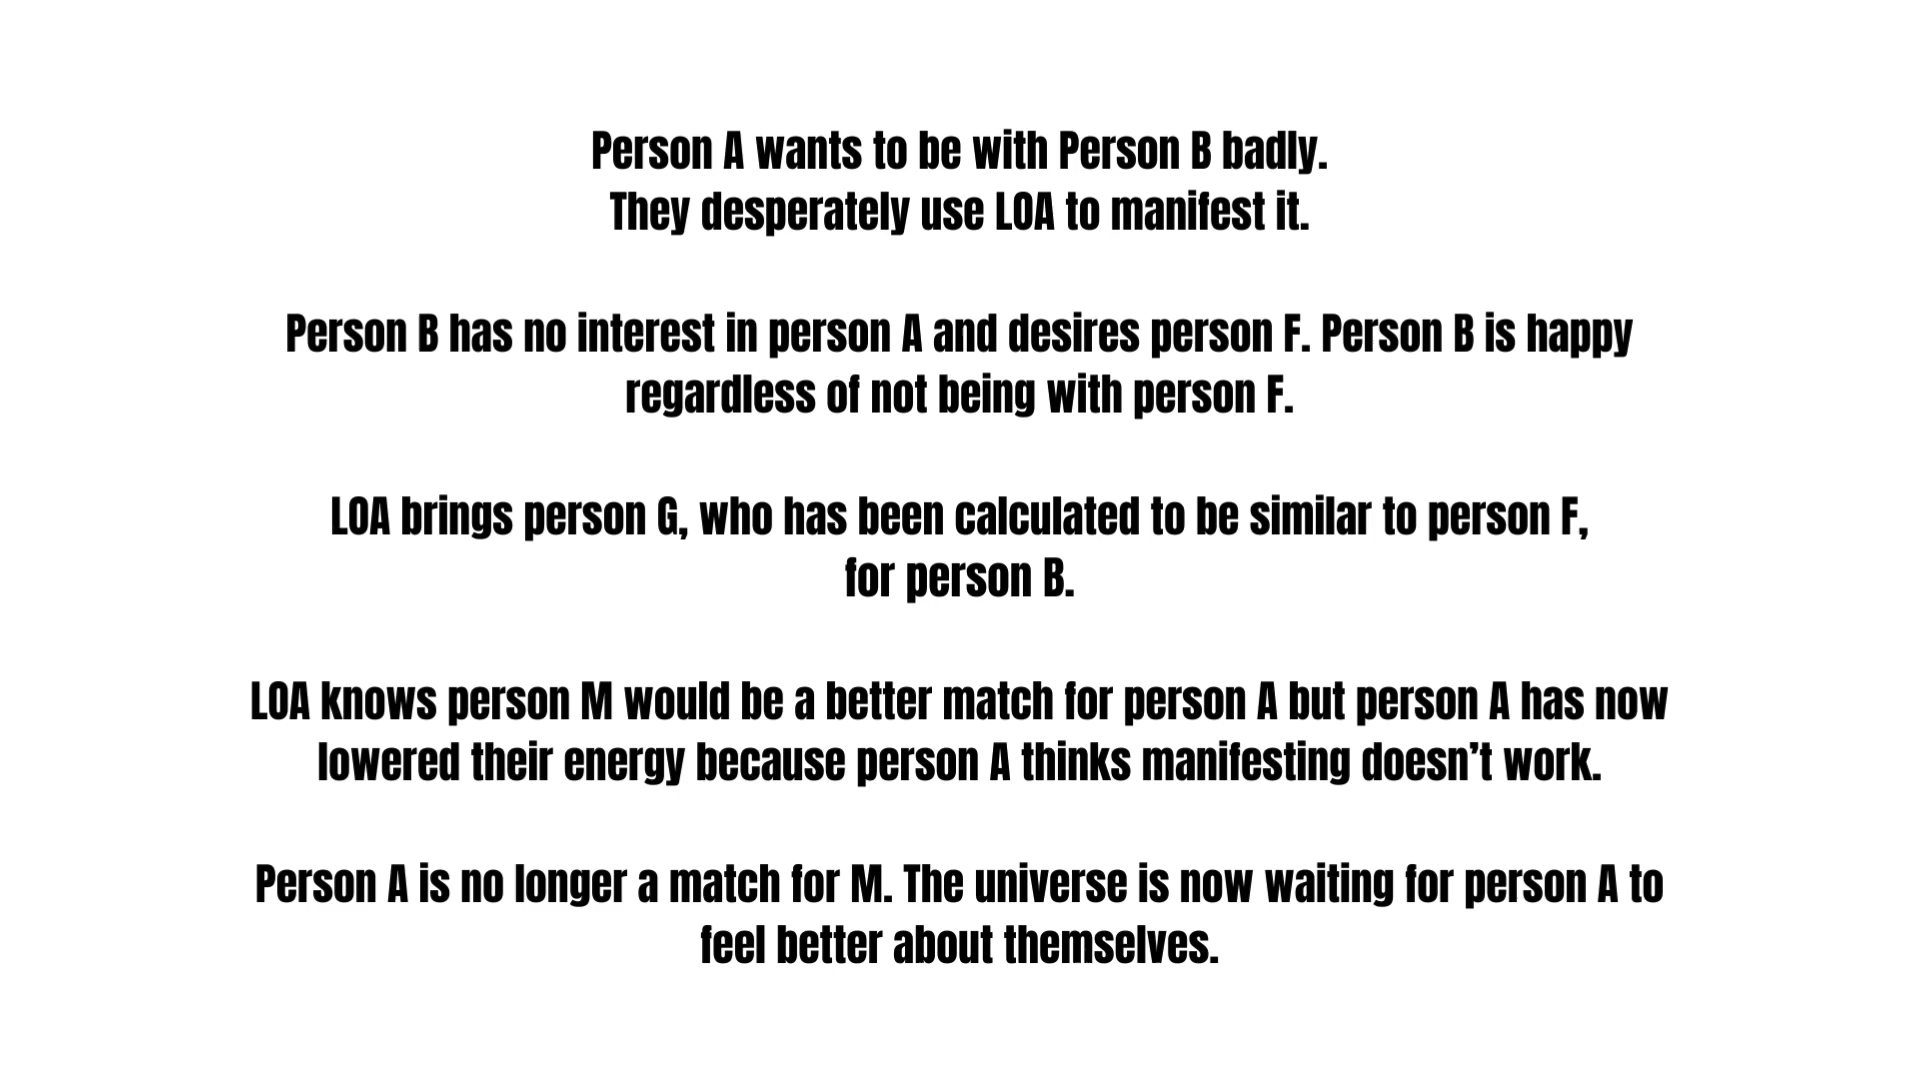 Person A wants to be with Person B badly.
They desperately use LOA to manifest it.
Person B has no interest in person A and desires person F. Person B is happy
regardless of not being with person F.
LOA brings person G, who has been calculated to be similar to person F,
for person B.
LOA knows person M would be a better match for person A but person A has now
lowered their energy because person A thinks manifesting doesn’t work.
Person A is no longer a match for M. The universe is now waiting for person A to
feel better about themselves.